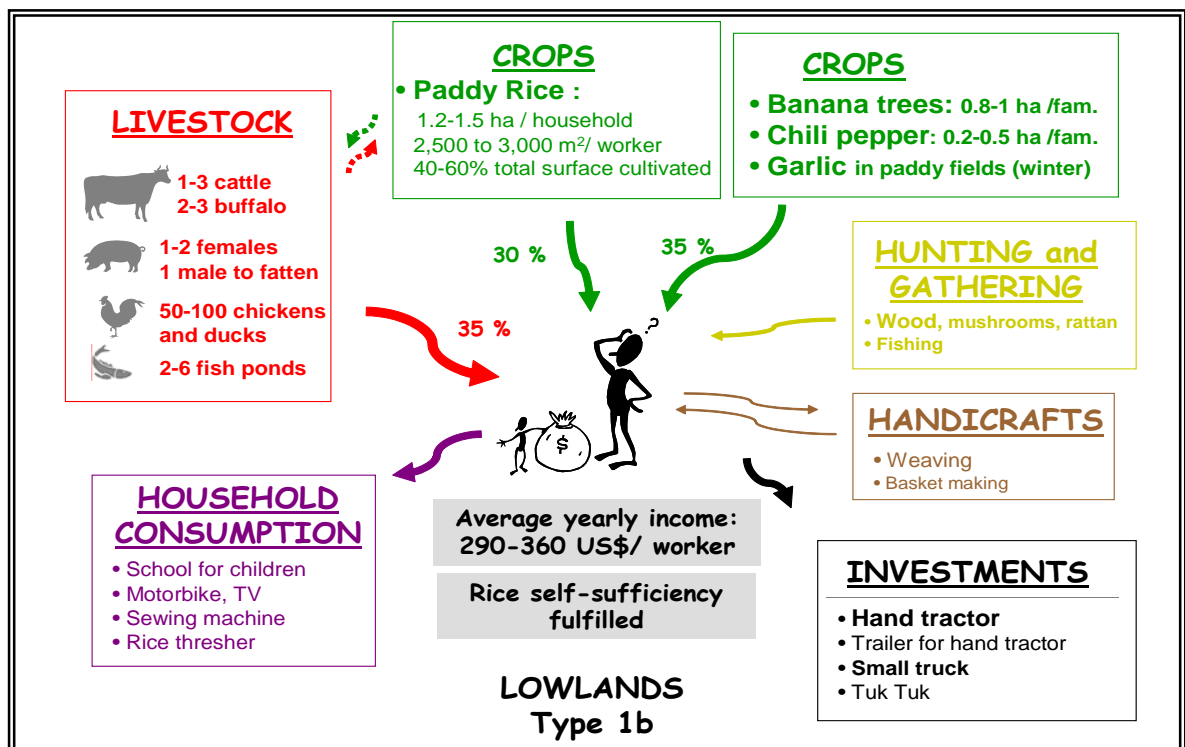 LIVESTOCK
1-3 cattle
2-3 buffalo
1-2 females
1 male to fatten
50-100 chickens
and ducks
2-6 fish ponds
CROPS
• Paddy Rice :
1.2-1.5 ha / household
2,500 to 3,000 m²/ worker
40-60% total surface cultivated
CROPS
• Banana trees: 0.8-1 ha /fam.
• Chili pepper: 0.2-0.5 ha /fam.
• Garlic in paddy fields (winter)
30 %
35 %
35 %
HUNTING and
GATHERING
• Wood, mushrooms, rattan
• Fishing
?
$
HANDICRAFTS
• Weaving
• Basket making
HOUSEHOLD
CONSUMPTION
• School for children
• Motorbike, TV
• Sewing machine
• Rice thresher
Average yearly income:
290-360 US$/ worker
Rice self-sufficiency
fulfilled
INVESTMENTS
• Hand tractor
• Trailer for hand tractor
• Small truck
• Tuk Tuk
LOWLANDS
Type 1b